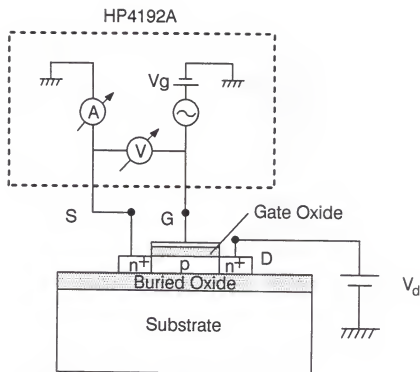 HP4192A
Vg
A
V
S
G
Gate Oxide
n+
p
n+
D
Buried Oxide
Vd
Substrate